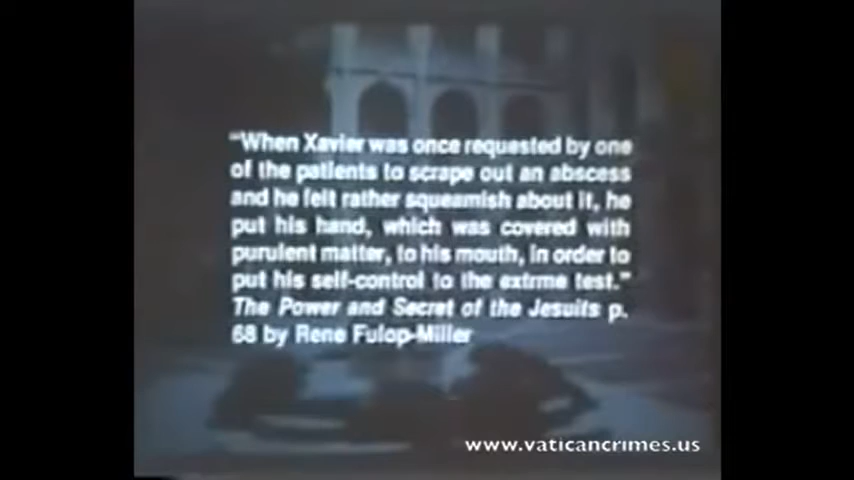 "When Xavier was once requested by one
of the patients to scrape out an abscess
and he felt rather squeamish about it, he
put his hand, which was covered with
purulent matter, to his mouth, in order to
put his self-control to the extrme test."
The Power and Secret of the Jesuits p.
68 by Rene Fulop-Miller
www.vaticancrimes.us